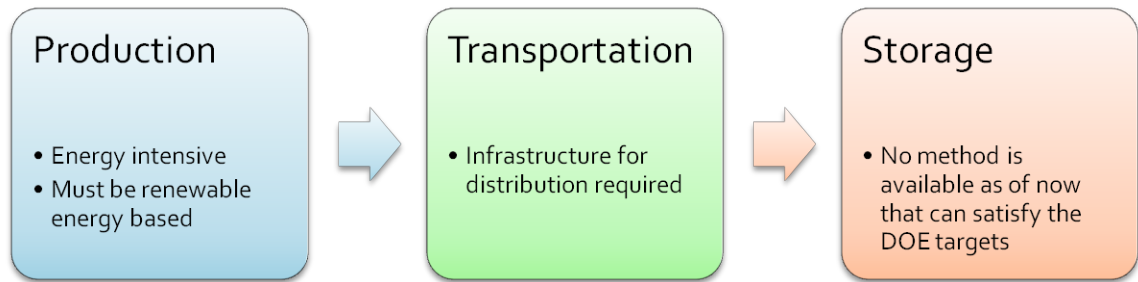 Production
• Energy intensive
• Must be renewable
energy based
Transportation
• Infrastructure for
distribution required
Storage
• No method is
available as of now
that can satisfy the
DOE targets